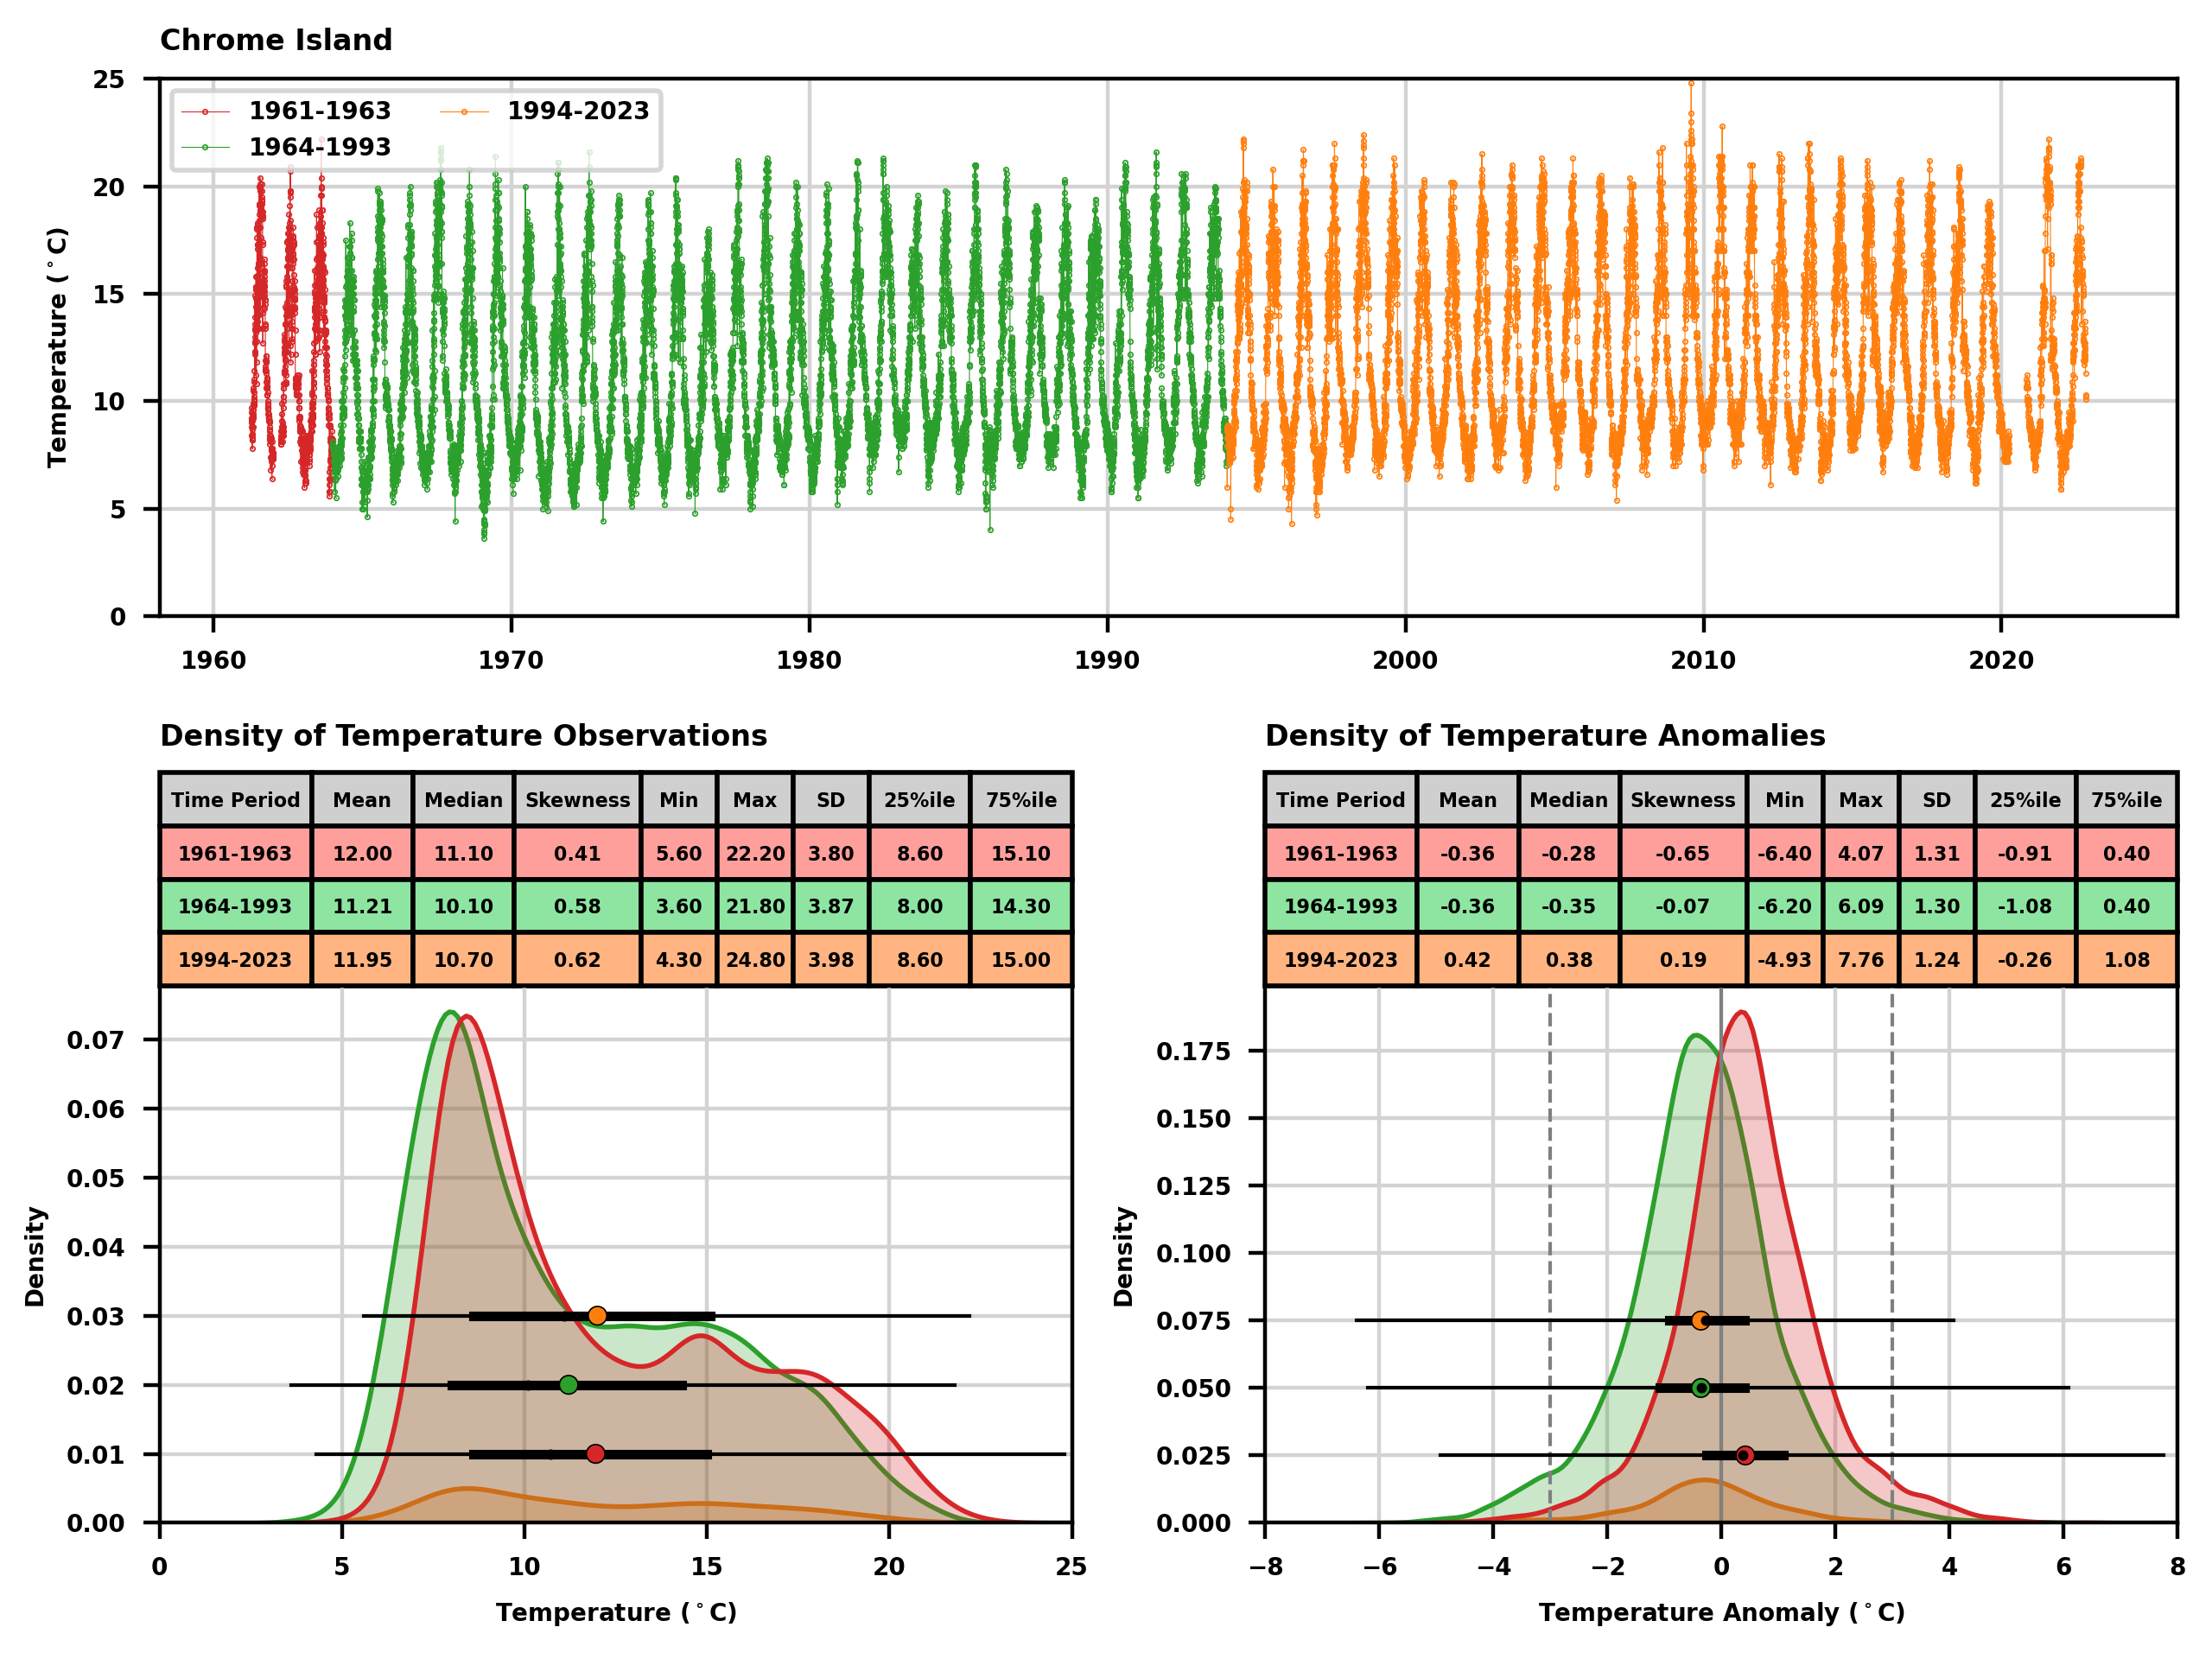 Chrome Island
25
20
15
10
5
0
Temperature (°C)
1961-1963
1964-1993
1994-2023
1960 1970 1980 1990 2000 2010 2020
Density of Temperature Observations
Time Period Mean Median Skewness Min Max SD 25%ile 75%ile
1961-1963 12.00 11.10 0.41 5.60 22.20 3.80 8.60 15.10
1964-1993 11.21 10.10 0.58 3.60 21.80 3.87 8.00 14.30
1994-2023 11.95 10.70 0.62 4.30 24.80 3.98 8.60 15.00
0.07
0.06
0.05
0.04
0.03
0.02
0.01
0.00
Density
0 5 10 15 20 25
Temperature (°C)
Density of Temperature Anomalies
Time Period Mean Median Skewness Min Max SD 25%ile 75%ile
1961-1963 -0.36 -0.28 -0.65 -6.40 4.07 1.31 -0.91 0.40
1964-1993 -0.36 -0.35 -0.07 -6.20 6.09 1.30 -1.08 0.40
1994-2023 0.42 0.38 0.19 -4.93 7.76 1.24 -0.26 1.08
0.175
0.150
0.125
0.100
0.075
0.050
0.025
0.000
Density
−8 −6 −4 −2 0 2 4 6 8
Temperature Anomaly (°C)